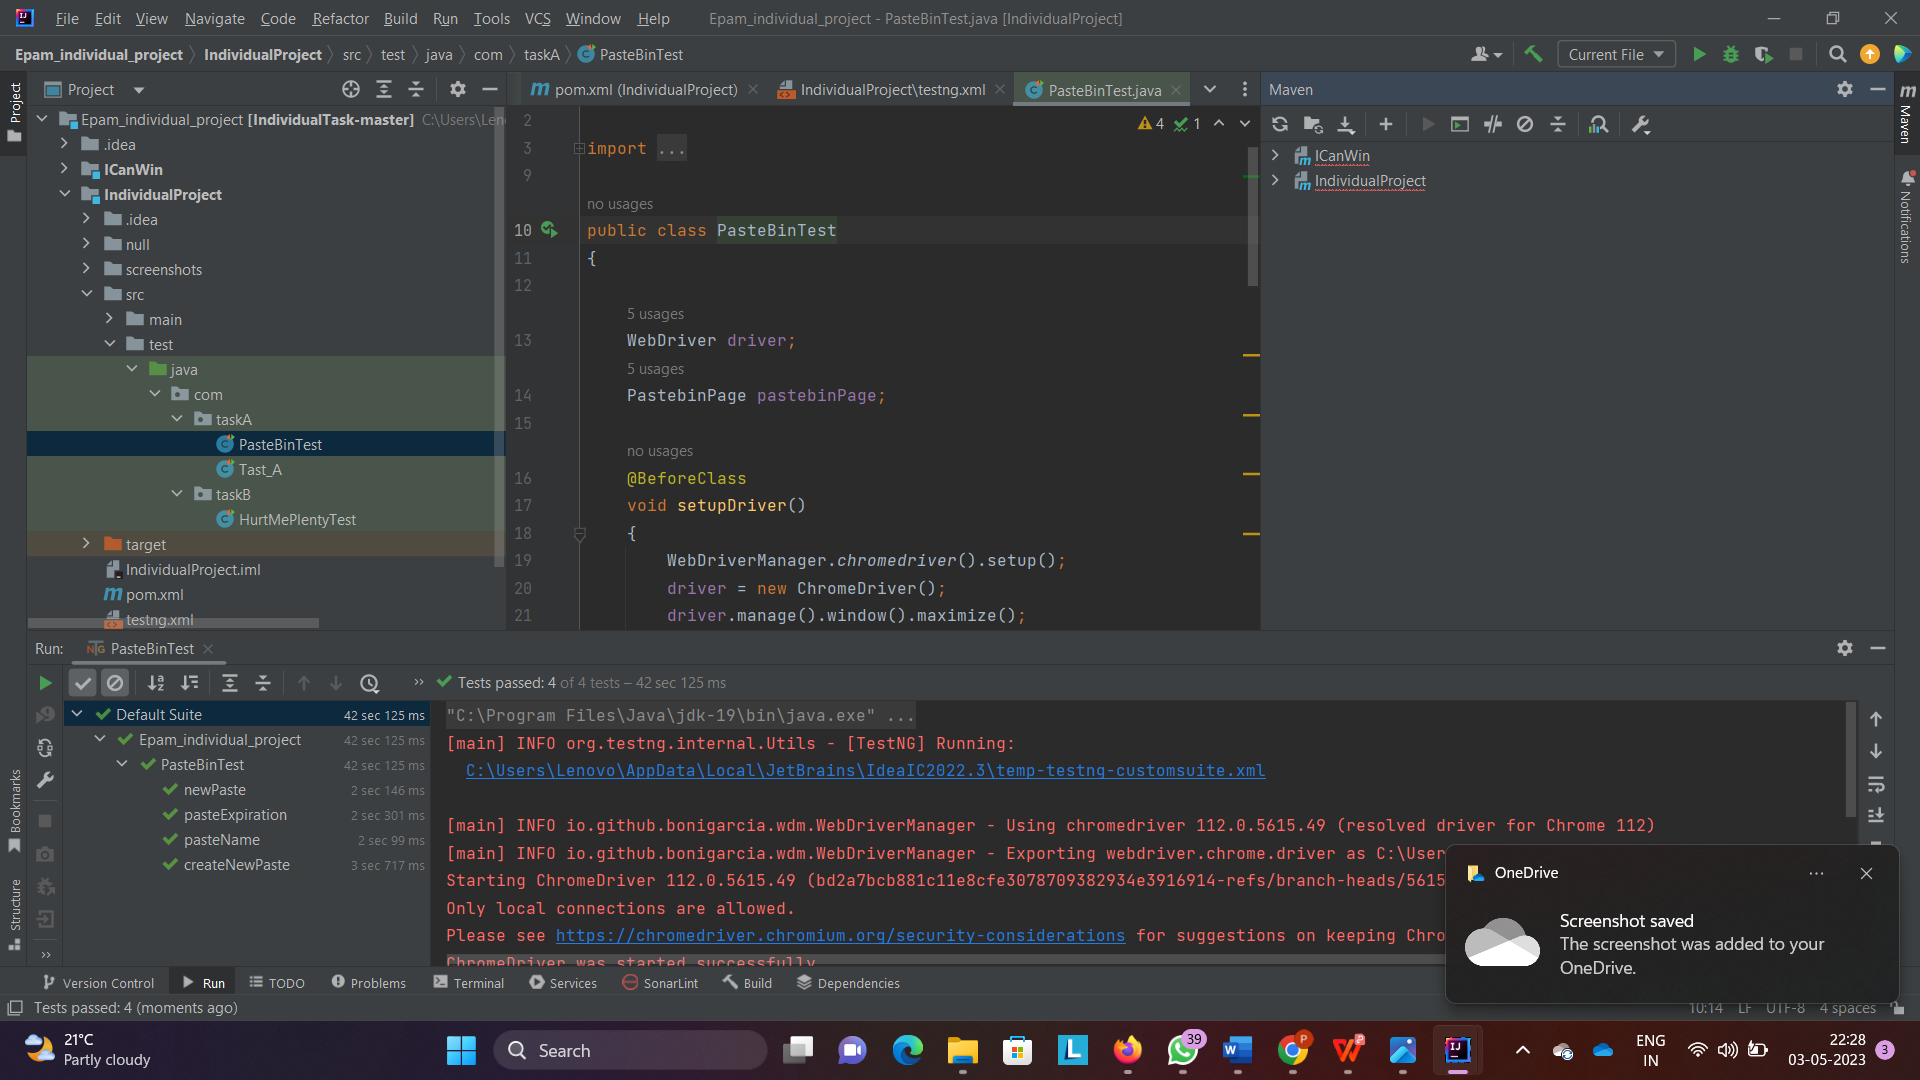 File Edit View Navigate Code Refactor Build Run Tools VCS Window Help Epam_individual_project - PasteBinTest.java [IndividualProject]
Epam_individual_project IndividualProject src test java com taskA PasteBinTest Current File
Project
pom.xml (IndividualProject) IndividualProject\testng.xml PasteBinTest.java
Maven
Project
Maven
Notifications
Bookmarks
Structure
Epam_individual_project [IndividualTask-master] C:\Users\Len
.idea
ICanWin
IndividualProject
.idea
null
screenshots
src
main
test
java
com
taskA
PasteBinTest
Tast_A
taskB
HurtMePlentyTest
target
IndividualProject.iml
pom.xml
testng.xml
4 1
2
3 import ...
9
no usages
10 public class PasteBinTest
11 {
12
5 usages
13 WebDriver driver;
5 usages
14 PastebinPage pastebinPage;
15
no usages
16 @BeforeClass
17 void setupDriver()
18 {
19 WebDriverManager.chromedriver().setup();
20 driver = new ChromeDriver();
21 driver.manage().window().maximize();
ICanWin
IndividualProject
Run: PasteBinTest
Tests passed: 4 of 4 tests – 42 sec 125 ms
Default Suite 42 sec 125 ms
Epam_individual_project 42 sec 125 ms
PasteBinTest 42 sec 125 ms
newPaste 2 sec 146 ms
pasteExpiration 2 sec 301 ms
pasteName 2 sec 99 ms
createNewPaste 3 sec 717 ms
"C:\Program Files\Java\jdk-19\bin\java.exe" ...
[main] INFO org.testng.internal.Utils - [TestNG] Running:
C:\Users\Lenovo\AppData\Local\JetBrains\IdeaIC2022.3\temp-testng-customsuite.xml
[main] INFO io.github.bonigarcia.wdm.WebDriverManager - Using chromedriver 112.0.5615.49 (resolved driver for Chrome 112)
[main] INFO io.github.bonigarcia.wdm.WebDriverManager - Exporting webdriver.chrome.driver as C:\User
Starting ChromeDriver 112.0.5615.49 (bd2a7bcb881c11e8cfe3078709382934e3916914-refs/branch-heads/5615
Only local connections are allowed.
Please see https://chromedriver.chromium.org/security-considerations for suggestions on keeping Chro
ChromeDriver was started successfully
OneDrive
Screenshot saved
The screenshot was added to your
OneDrive.
Version Control Run TODO Problems Terminal Services SonarLint Build Dependencies
Tests passed: 4 (moments ago) 10:14 LF UTF-8 4 spaces
21°C
Partly cloudy
Search
39
ENG
IN
22:28
03-05-2023
3